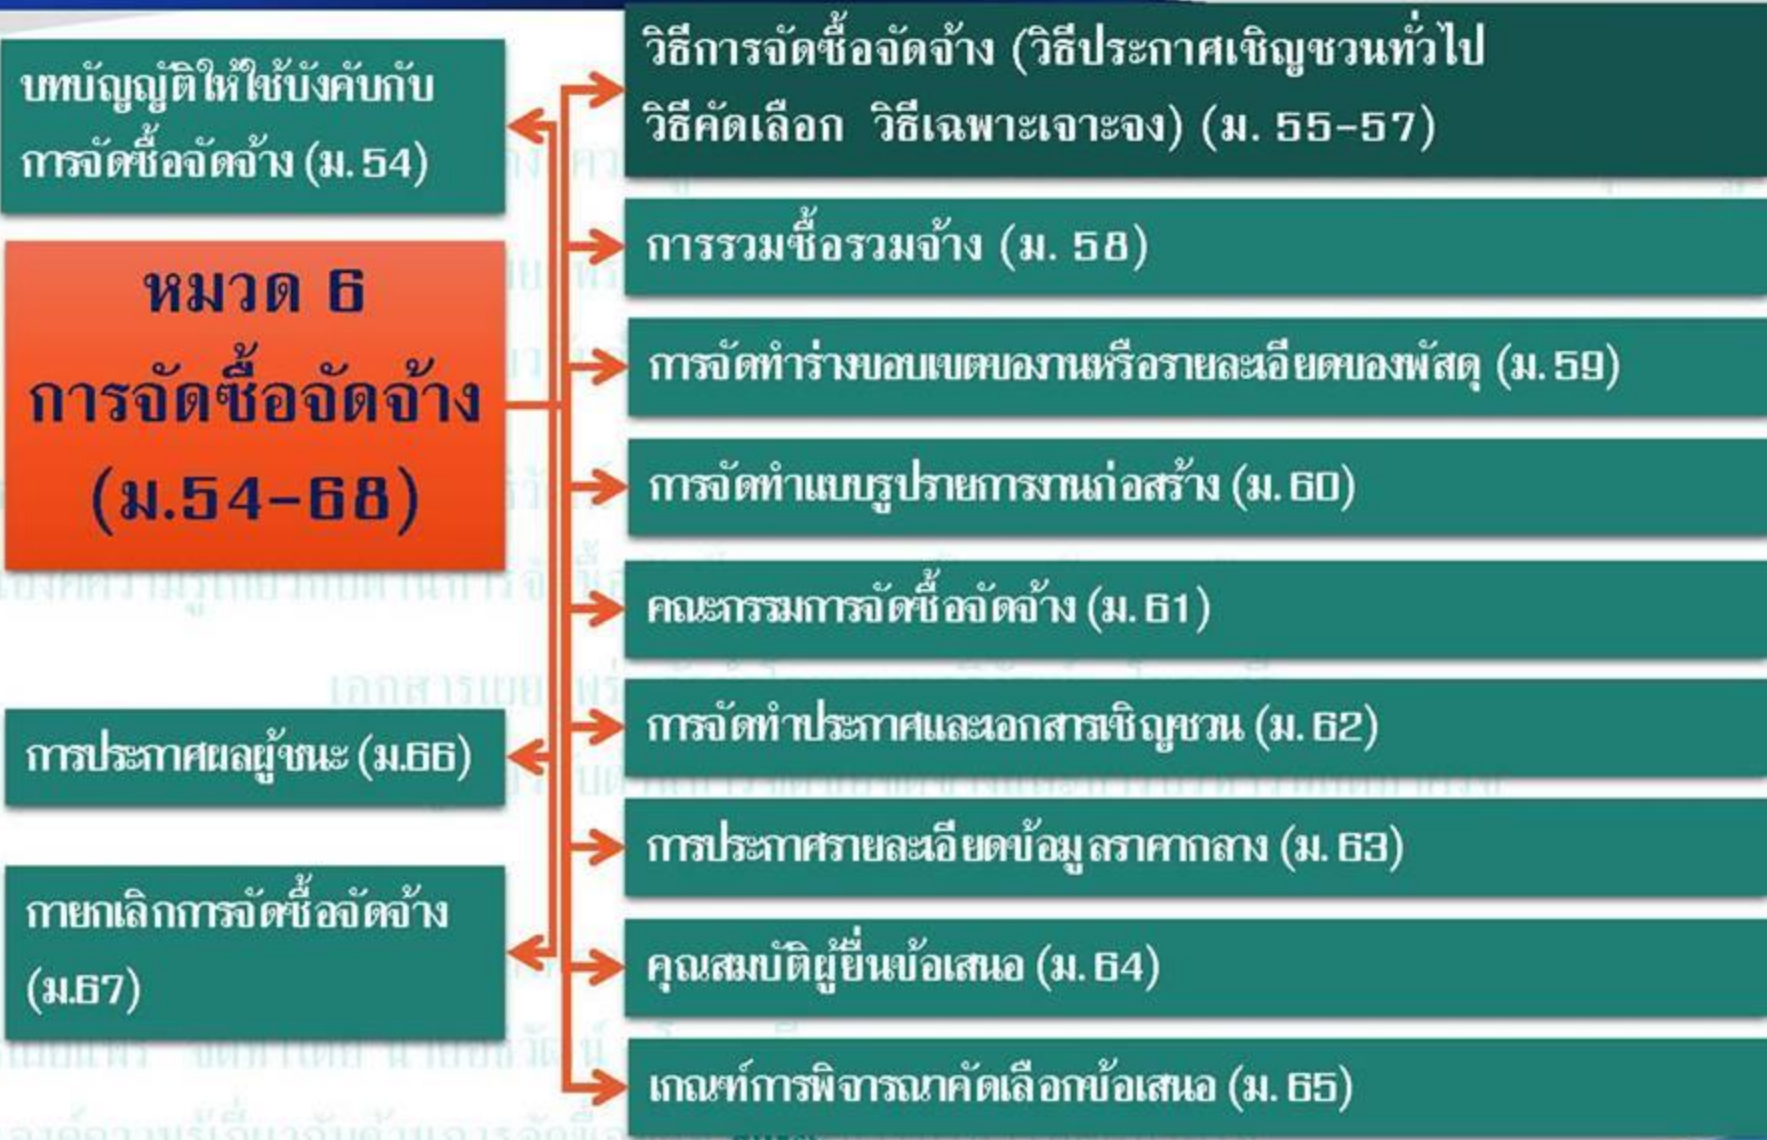 บทบัญญัติให้ใช้บังคับกับ
การจัดซื้อจัดจ้าง (ม. 54)
หมวด 6
การจัดซื้อจัดจ้าง
(ม.54-68)
การประกาศผลผู้ชนะ (ม.66)
กายกเลิกการจัดซื้อจัดจ้าง
(ม.67)
วิธีการจัดซื้อจัดจ้าง (วิธีประกาศเชิญชวนทั่วไป
วิธีคัดเลือก วิธีเฉพาะเจาะจง) (ม. 55-57)
การรวมซื้อรวมจ้าง (ม. 58)
การจัดทำร่างขอบเขตของานหรือรายละเอียดของพัสดุ (ม. 59)
การจัดทำแบบรูปรายการงานก่อสร้าง (ม. 60)
คณะกรรมการจัดซื้อจัดจ้าง (ม. 61)
การจัดทำประกาศและเอกสารเชิญชวน (ม. 62)
การประกาศรายละเอียดข้อมูลราคากลาง (ม. 63)
คุณสมบัติผู้ยื่นข้อเสนอ (ม. 64)
เกณฑ์การพิจารณาคัดเลือกข้อเสนอ (ม. 65)